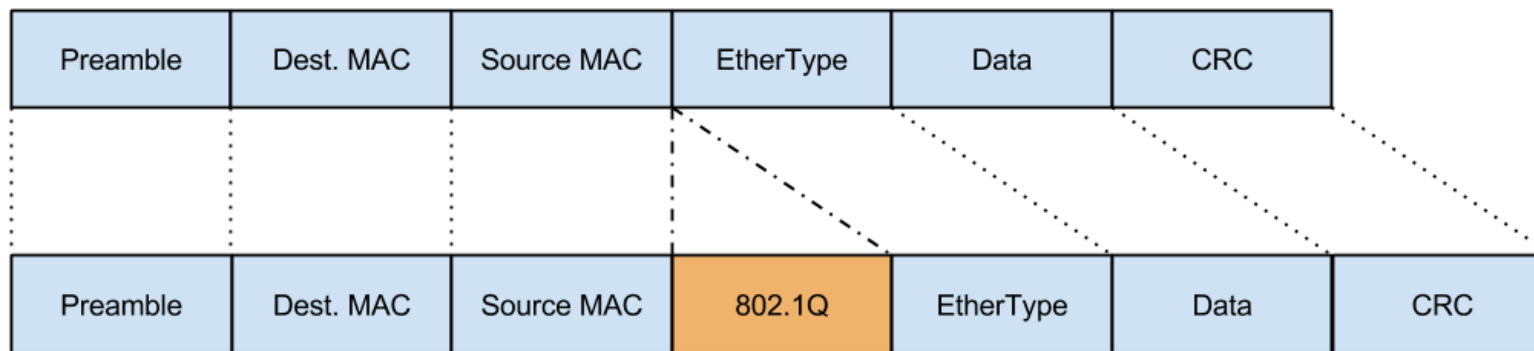 Preamble Dest. MAC Source MAC EtherType Data CRC
Preamble Dest. MAC Source MAC 802.1Q EtherType Data CRC